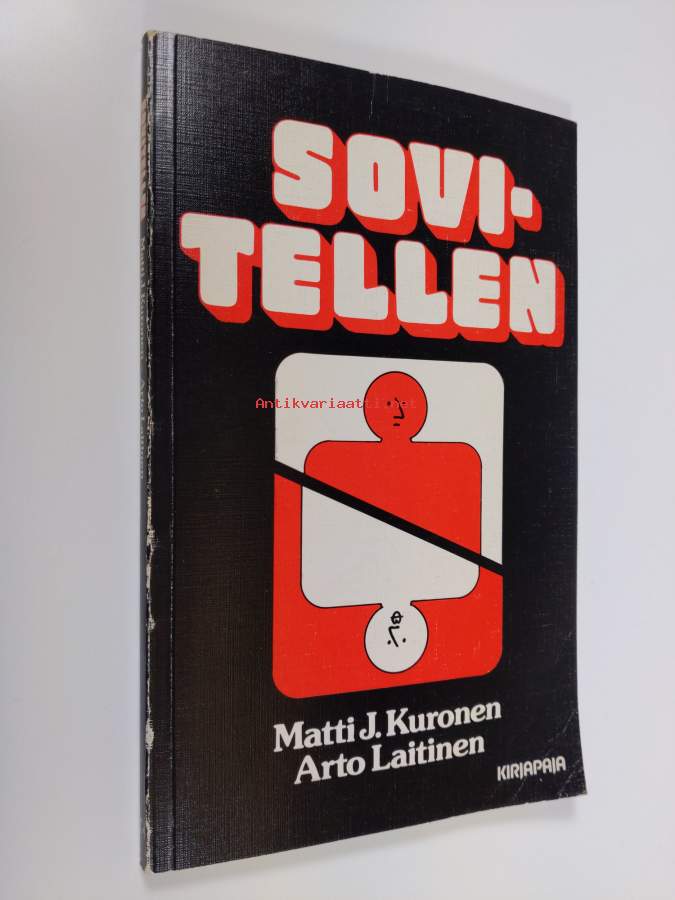 SOVI-
TELLEN
Antikvariaatti.net
Matti J. Kuronen
Arto Laitinen
KIRJAPAJA